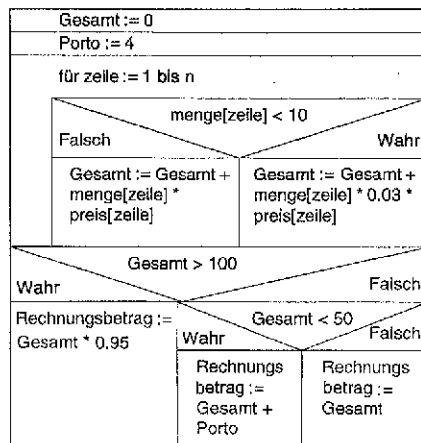 Gesamt := 0
Porto := 4
für zeile := 1 bis n
menge[zeile] < 10
Falsch
Wahr
Gesamt := Gesamt +
menge[zeile] *
preis[zeile]
Gesamt := Gesamt +
menge[zeile] * 0.03 *
preis[zeile]
Gesamt > 100
Wahr
Falsch
Rechnungsbetrag :=
Gesamt * 0.95
Gesamt < 50
Wahr
Falsch
Rechnungs
betrag :=
Gesamt +
Porto
Rechnungs
betrag :=
Gesamt